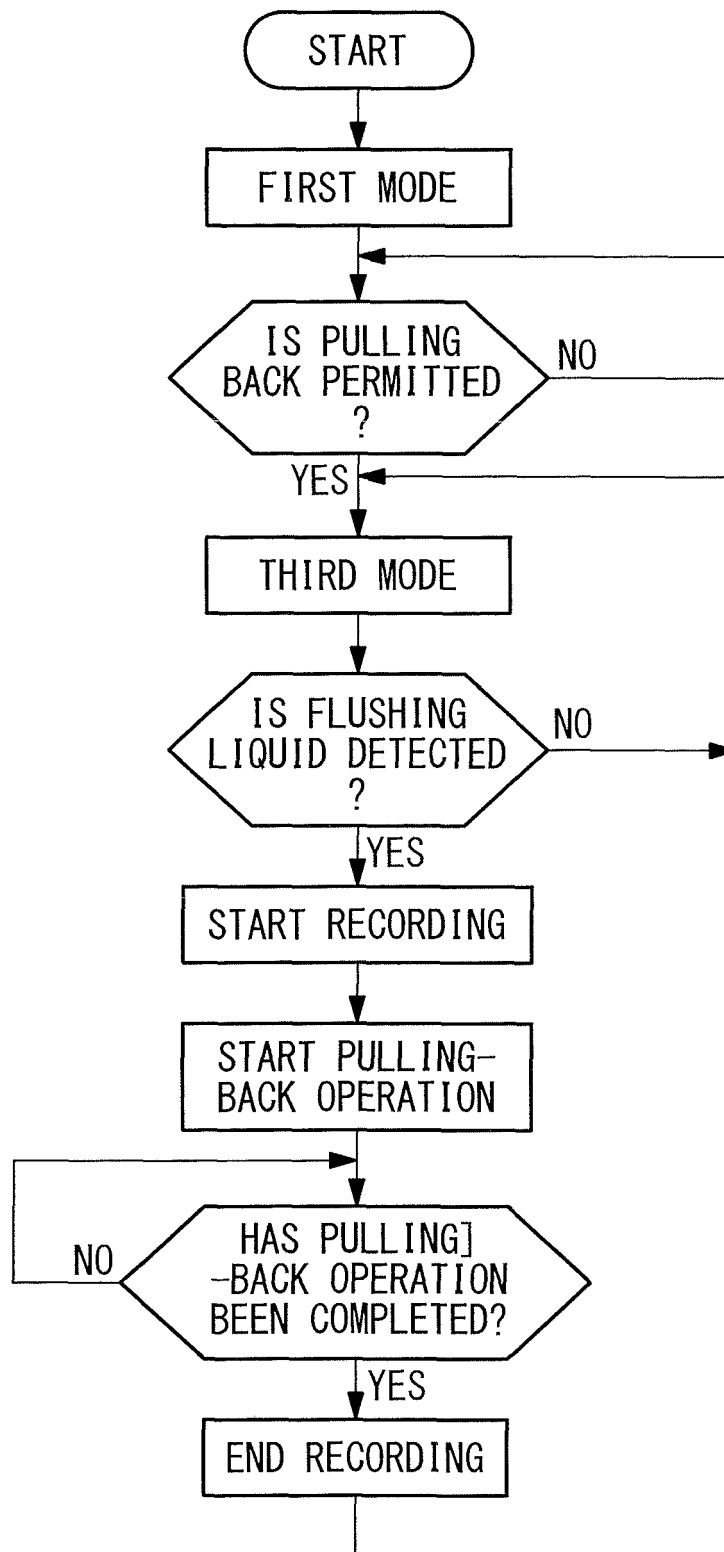 START
FIRST MODE
IS PULLING
BACK PERMITTED
?
NO
YES
THIRD MODE
IS FLUSHING
LIQUID DETECTED
?
NO
YES
START RECORDING
START PULLING-
BACK OPERATION
HAS PULLING]
-BACK OPERATION
BEEN COMPLETED?
NO
YES
END RECORDING